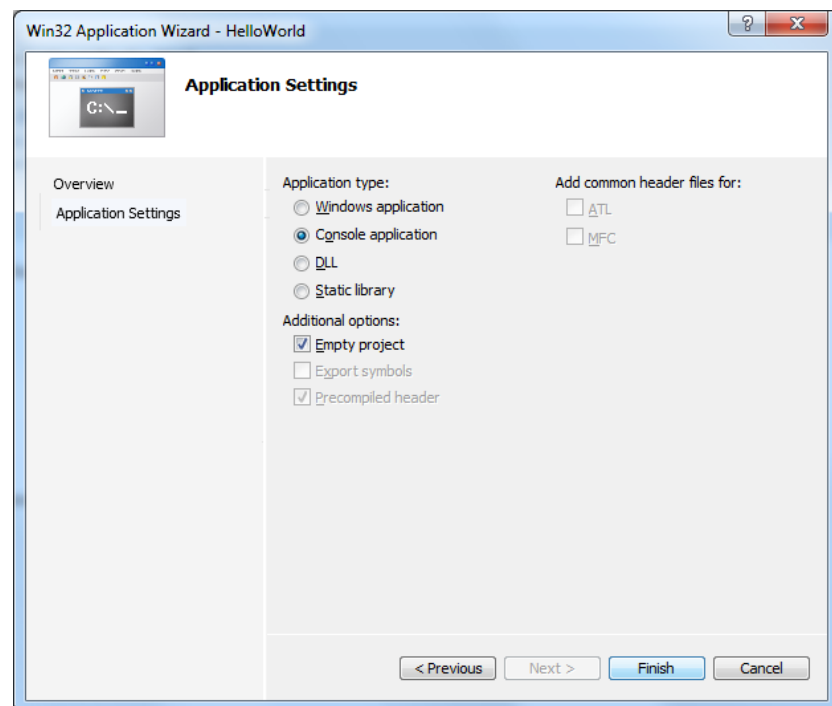 Win32 Application Wizard - HelloWorld
Application Settings
C:\_
Overview
Application Settings
Application type:
Windows application
Console application
DLL
Static library
Additional options:
Empty project
Export symbols
Precompiled header
Add common header files for:
ATL
MFC
< Previous
Next >
Finish
Cancel